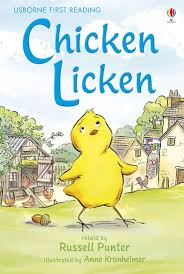 USBORNE FIRST READING
Chicken
Licken
retold by
Russell Punter
Illustrated by Anne Kronheimer